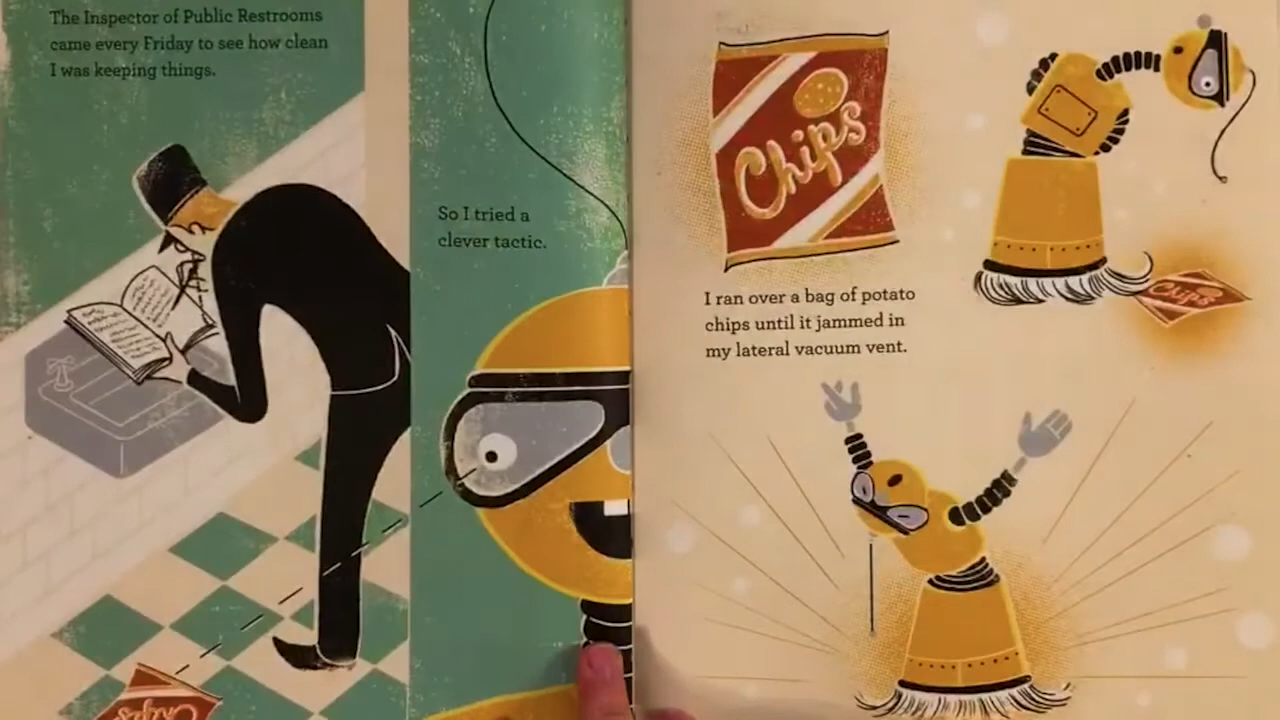 The Inspector of Public Restrooms
came every Friday to see how clean
I was keeping things.
So I tried a
clever tactic.
Chips
Chips
Chips
I ran over a bag of potato
chips until it jammed in
my lateral vacuum vent.